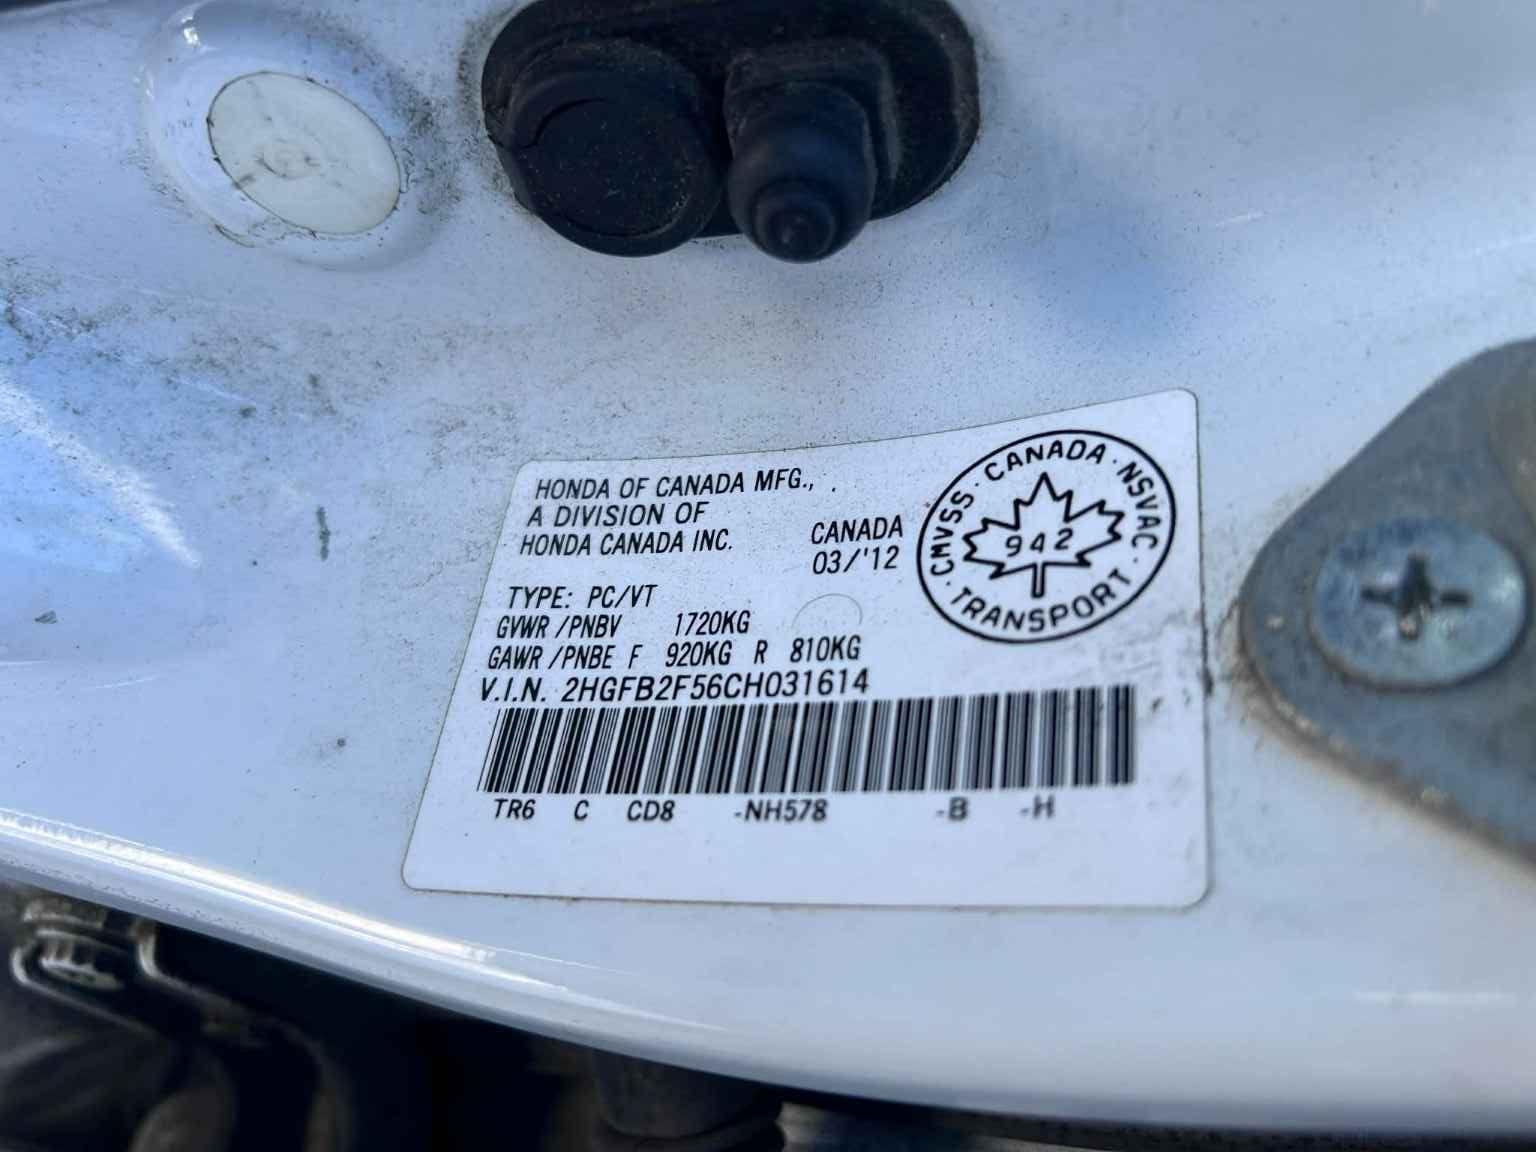 HONDA OF CANADA MFG.,
A DIVISION OF
HONDA CANADA INC.
CANADA
03/'12
CMVSS · CANADA · NSVAC · TRANSPORT ·
942
TYPE: PC/VT
GVWR /PNBV 1720KG
GAWR /PNBE F 920KG R 810KG
V.I.N. 2HGFB2F56CH031614
TR6 C CD8 -NH578 -B -H